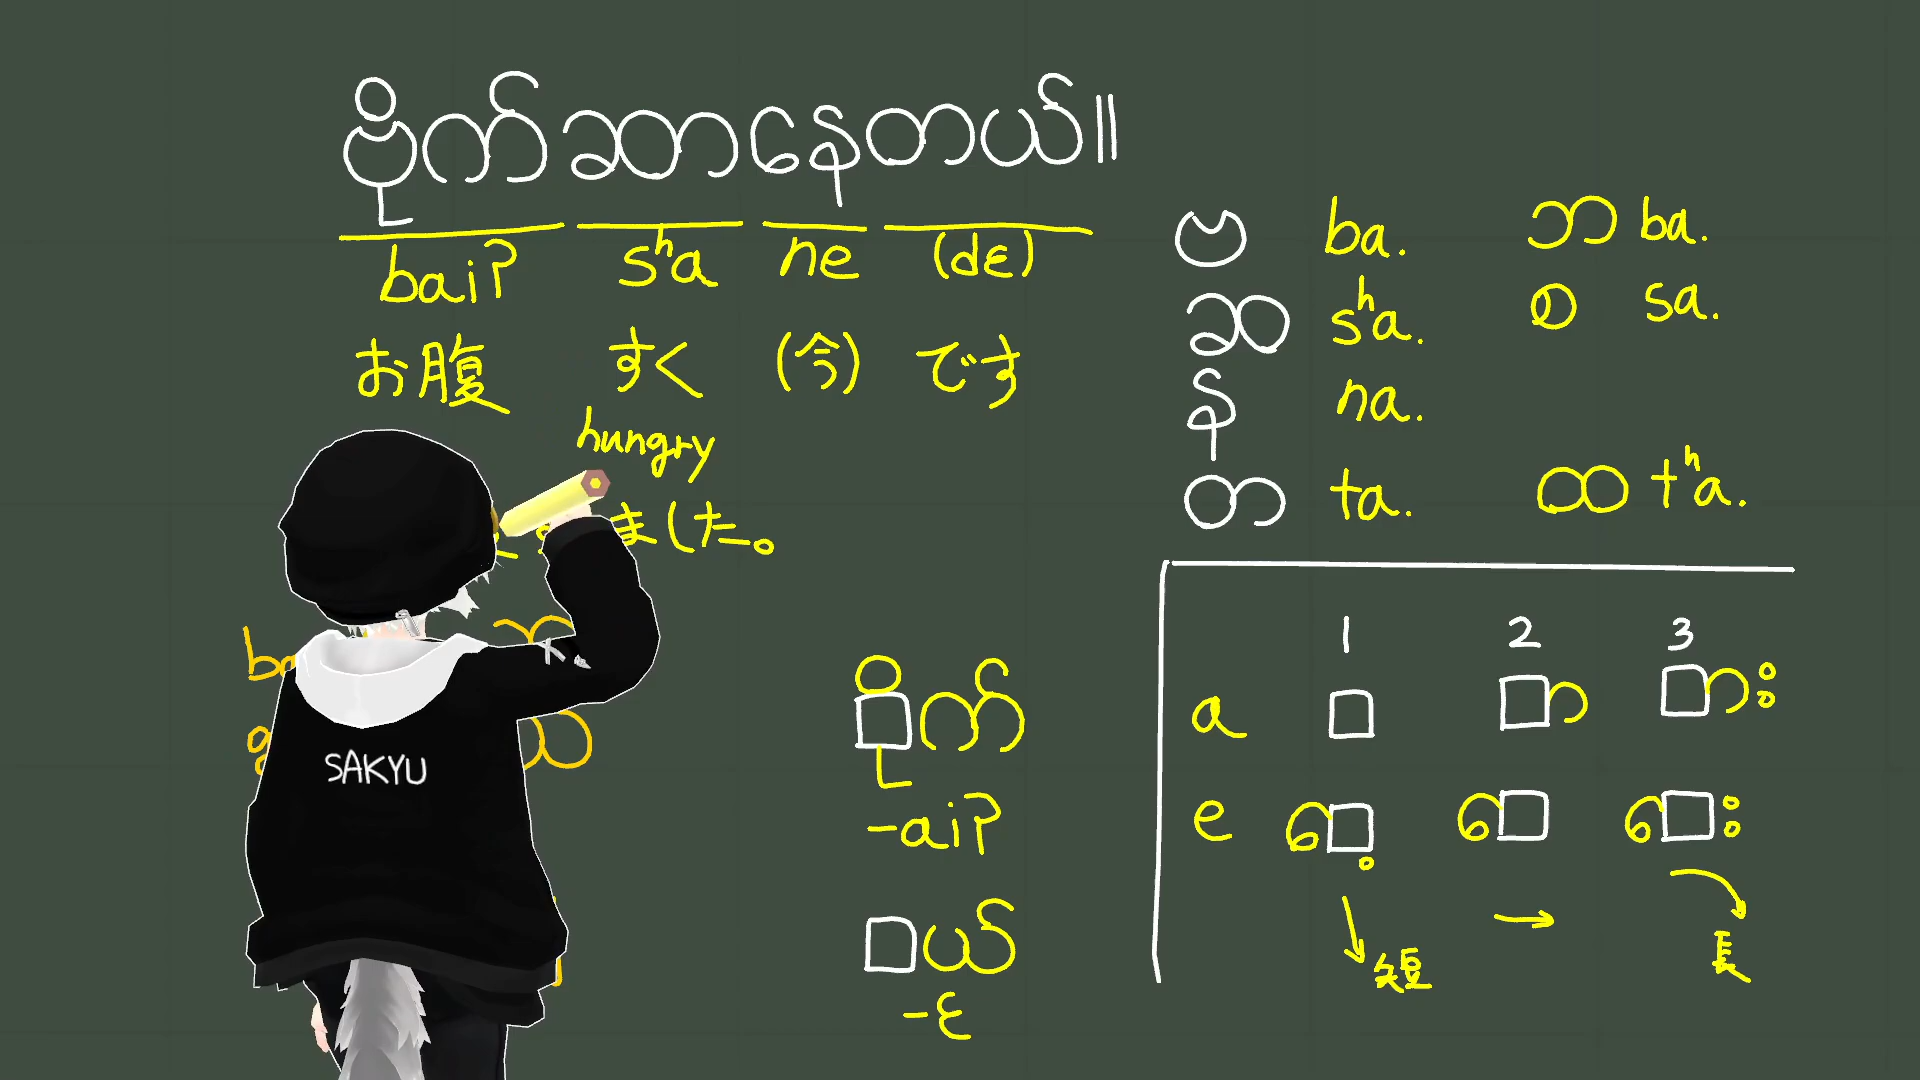 ဗိုက်ဆာနေတယ်။
baiʔ sʰa ne (dɛ)
お腹 すく (今) です
hungry
ました。
ဗ ba. ဘ ba.
ဆ sʰa. စ sa.
န na.
တ ta. ထ tʰa.
1 2 3
a □ □ာ □ား
e ေ□့ ေ□ ေ□း
短 → 長
□ိုက်
-aiʔ
□ယ်
-ɛ
SAKYU